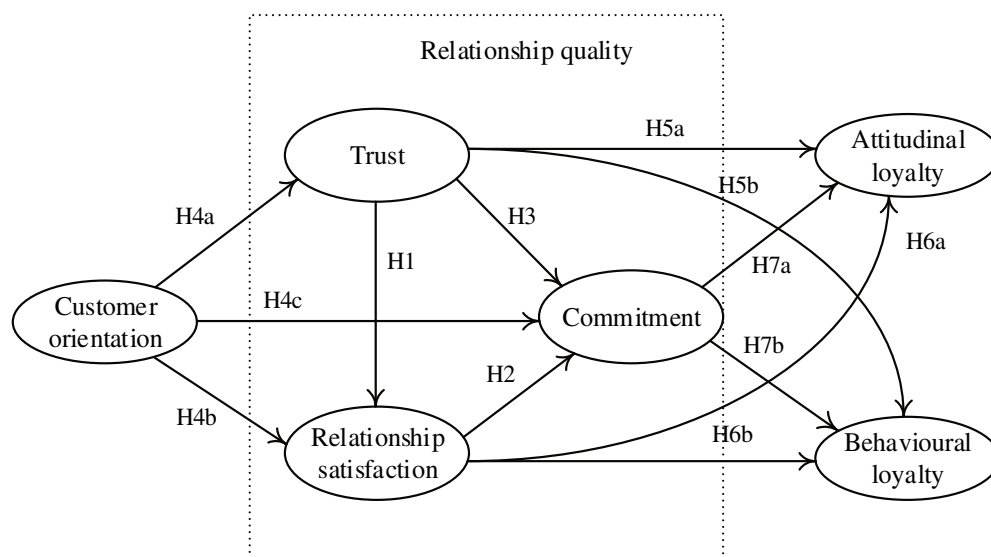 Relationship quality
H5a
Attitudinal
loyalty
Trust
H5b
H4a
H3
H6a
H1
H7a
Customer
orientation
H4c
Commitment
H7b
H2
H4b
H6b
Relationship
satisfaction
Behavioural
loyalty